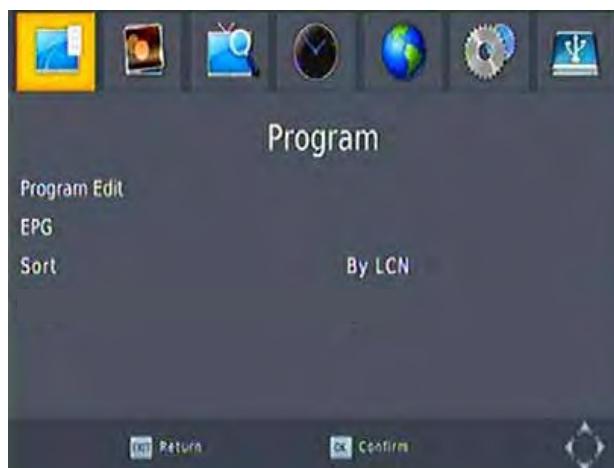 Program
Program Edit
EPG
Sort By LCN
EXIT Return OK Confirm